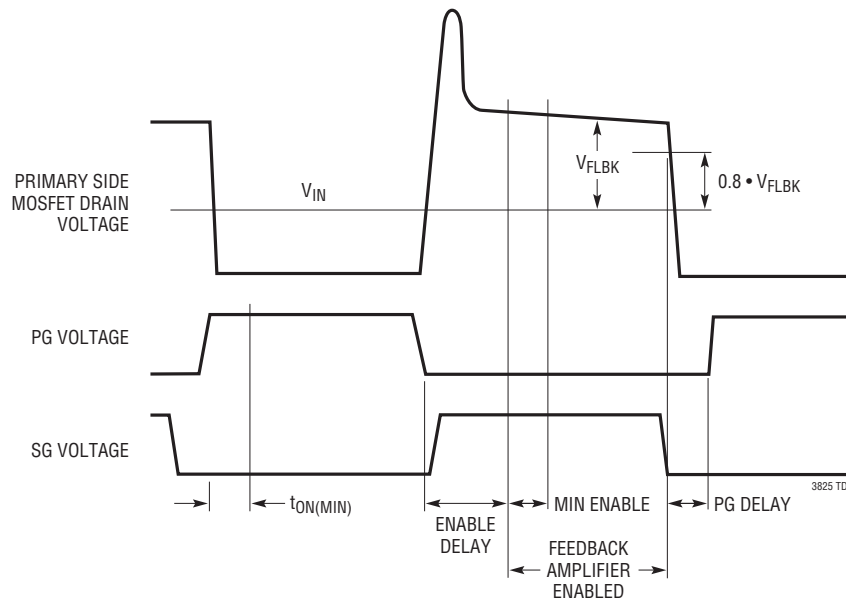 PRIMARY SIDE
MOSFET DRAIN
VOLTAGE
V_IN
V_FLBK
0.8 • V_FLBK
PG VOLTAGE
SG VOLTAGE
3825 TD
t_ON(MIN)
ENABLE
DELAY
MIN ENABLE
PG DELAY
FEEDBACK
AMPLIFIER
ENABLED